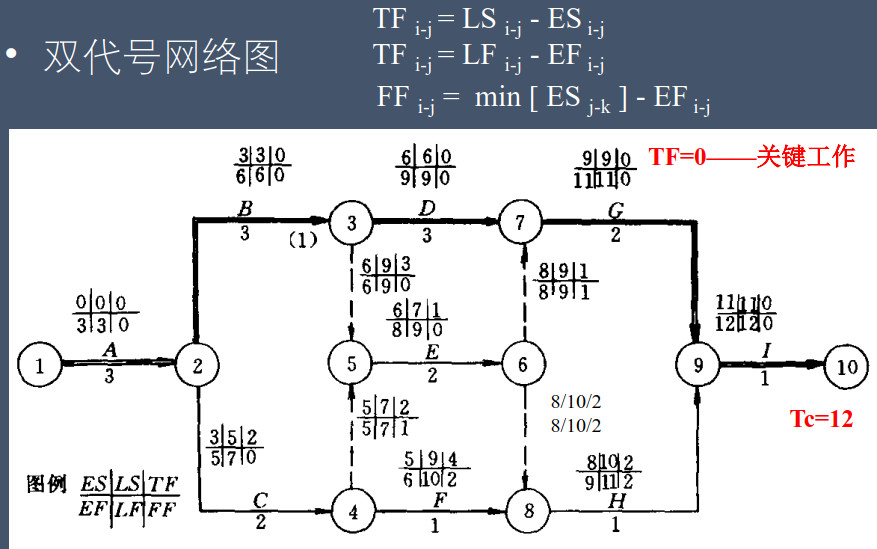 • 双代号网络图
TF i-j = LS i-j - ES i-j
TF i-j = LF i-j - EF i-j
FF i-j = min [ ES j-k ] - EF i-j
TF=0——关键工作
3|3|0
6|6|0
6|6|0
9|9|0
9|9|0
11|11|0
B
3
(1)
3
D
3
7
G
2
6|9|3
6|9|0
8|9|1
8|9|1
0|0|0
3|3|0
6|7|1
8|9|0
11|11|0
12|12|0
1
A
3
2
5
E
2
6
9
I
1
10
5|7|2
5|7|1
8/10/2
8/10/2
Tc=12
3|5|2
5|7|0
5|9|4
6|10|2
8|10|2
9|11|2
图例
ES|LS|TF
EF|LF|FF
C
2
4
F
1
8
H
1